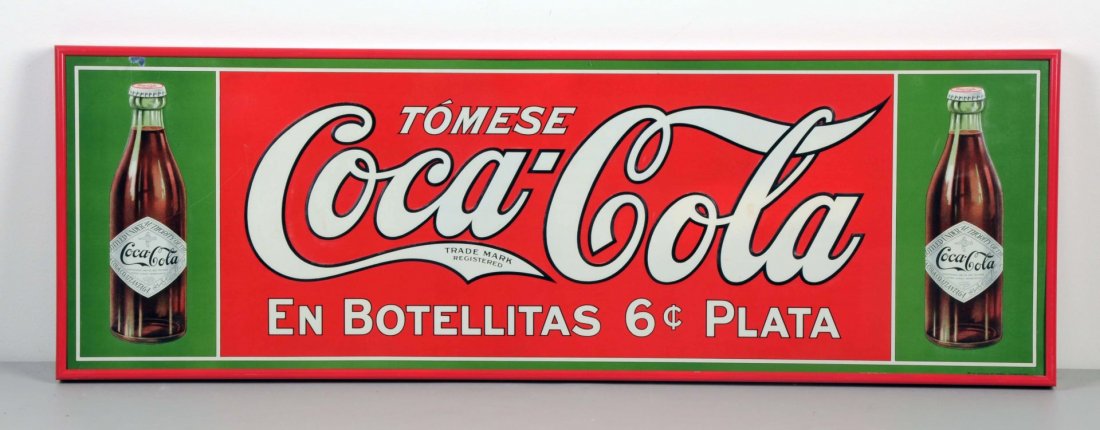 TÓMESE
Coca-Cola
TRADE MARK
REGISTERED
EN BOTELLITAS 6¢ PLATA
Coca-Cola
Coca-Cola